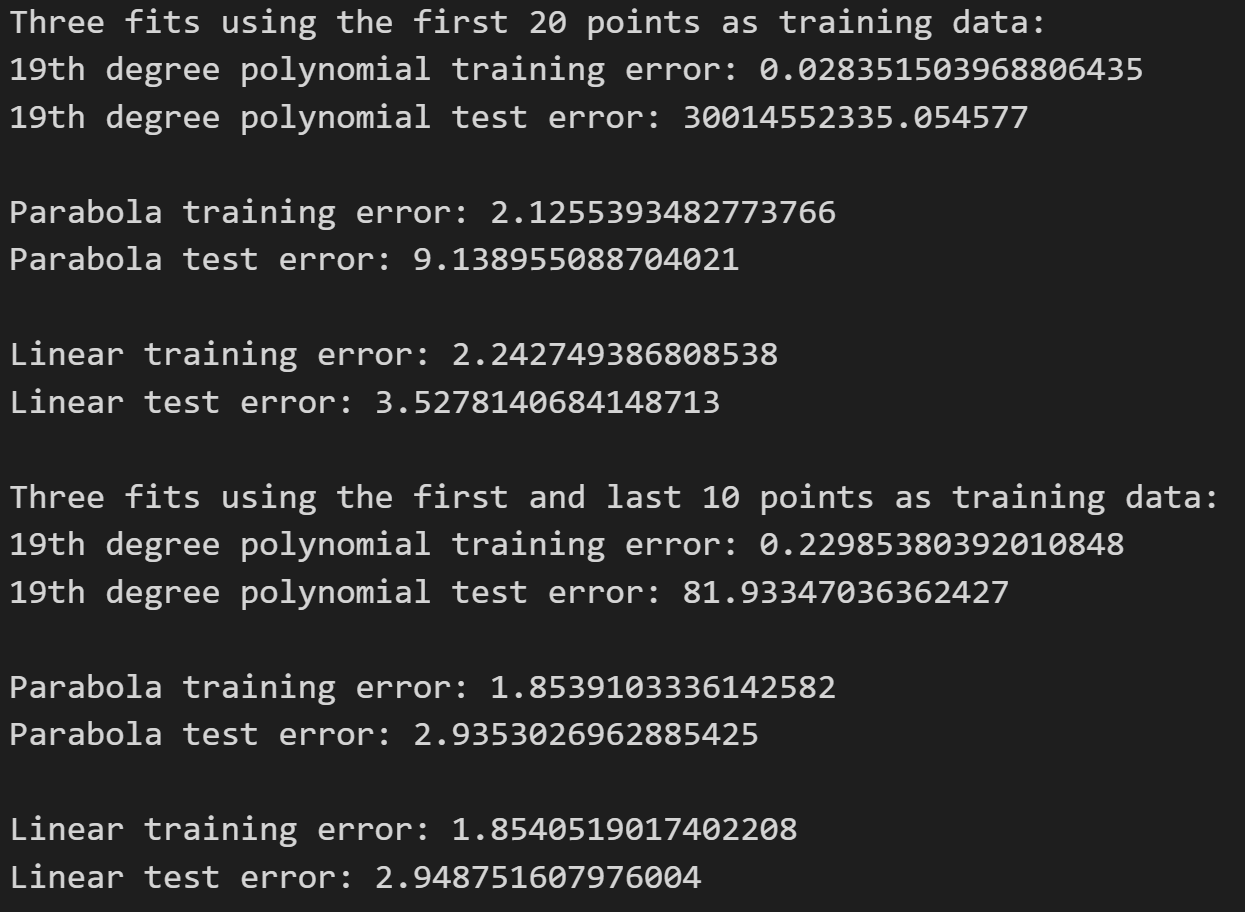 Three fits using the first 20 points as training data:
19th degree polynomial training error: 0.028351503968806435
19th degree polynomial test error: 30014552335.054577
Parabola training error: 2.1255393482773766
Parabola test error: 9.138955088704021
Linear training error: 2.242749386808538
Linear test error: 3.5278140684148713
Three fits using the first and last 10 points as training data:
19th degree polynomial training error: 0.22985380392010848
19th degree polynomial test error: 81.93347036362427
Parabola training error: 1.8539103336142582
Parabola test error: 2.9353026962885425
Linear training error: 1.8540519017402208
Linear test error: 2.948751607976004